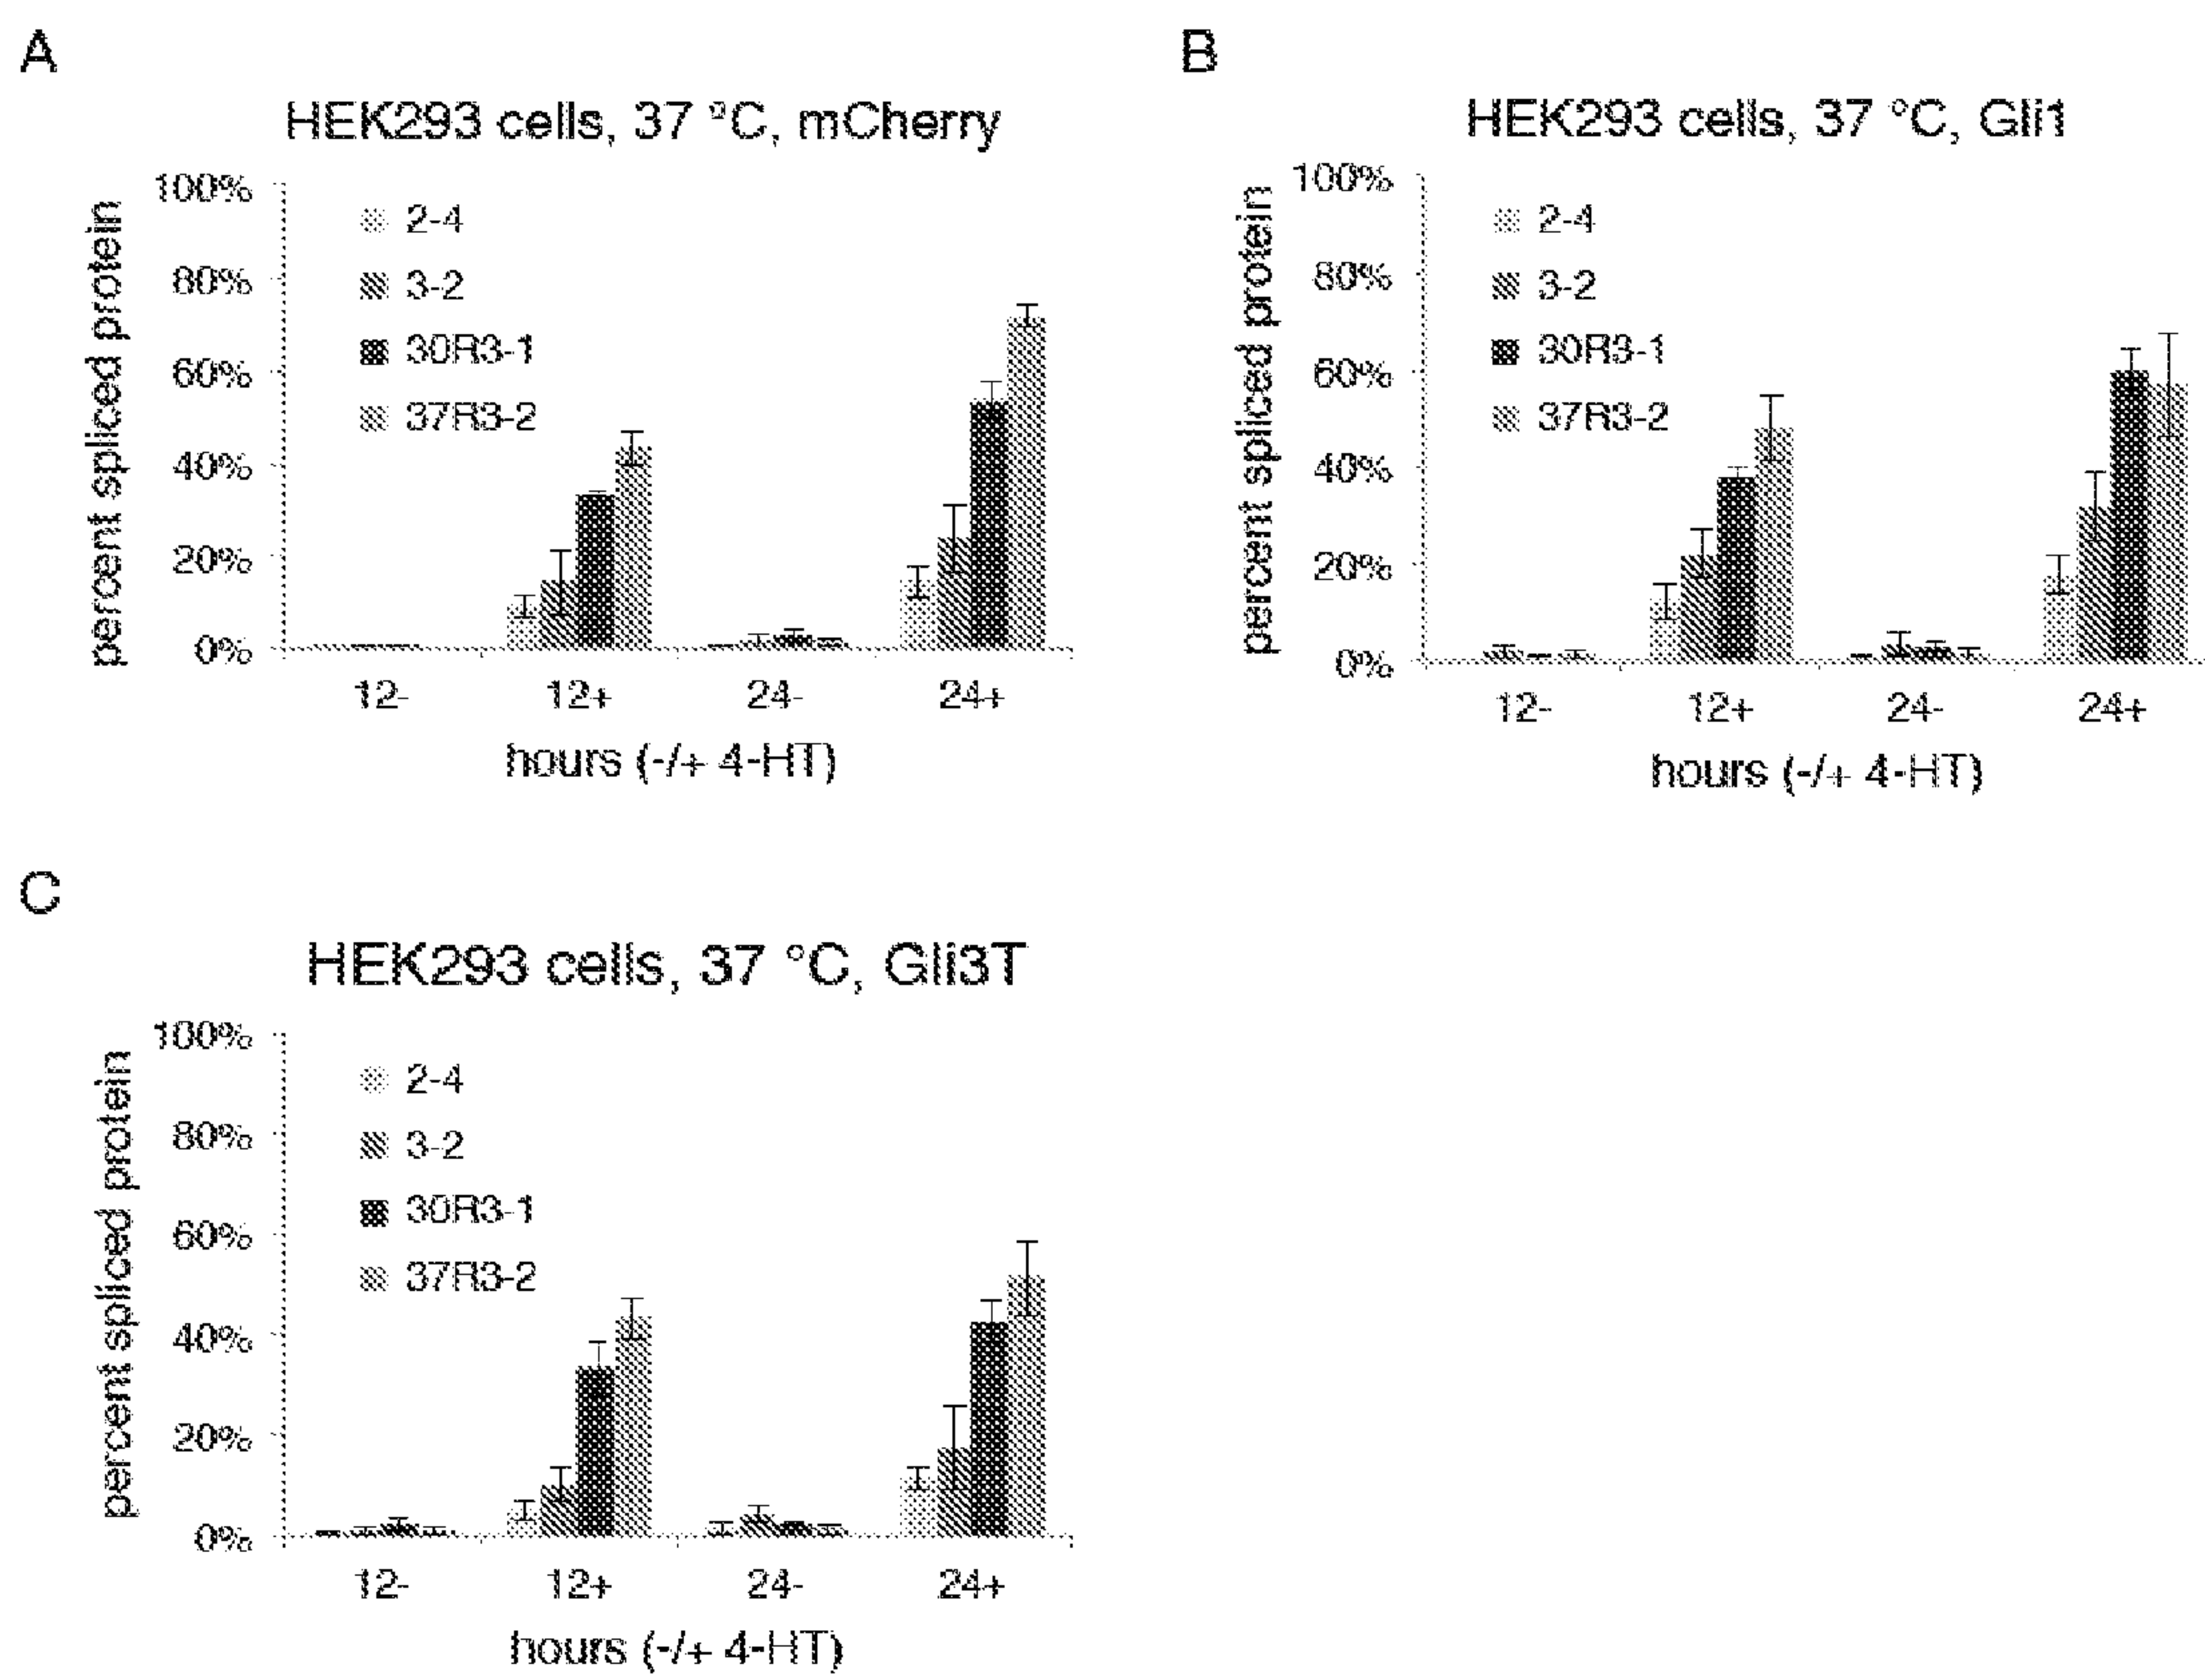 A
HEK293 cells, 37 °C, mCherry
percent spliced protein
100%
80%
60%
40%
20%
0%
2-4
3-2
30R3-1
37R3-2
12- 12+ 24- 24+
hours (-/+ 4-HT)
B
HEK293 cells, 37 °C, Gli1
percent spliced protein
100%
80%
60%
40%
20%
0%
2-4
3-2
30R3-1
37R3-2
12- 12+ 24- 24+
hours (-/+ 4-HT)
C
HEK293 cells, 37 °C, Gli3T
percent spliced protein
100%
80%
60%
40%
20%
0%
2-4
3-2
30R3-1
37R3-2
12- 12+ 24- 24+
hours (-/+ 4-HT)